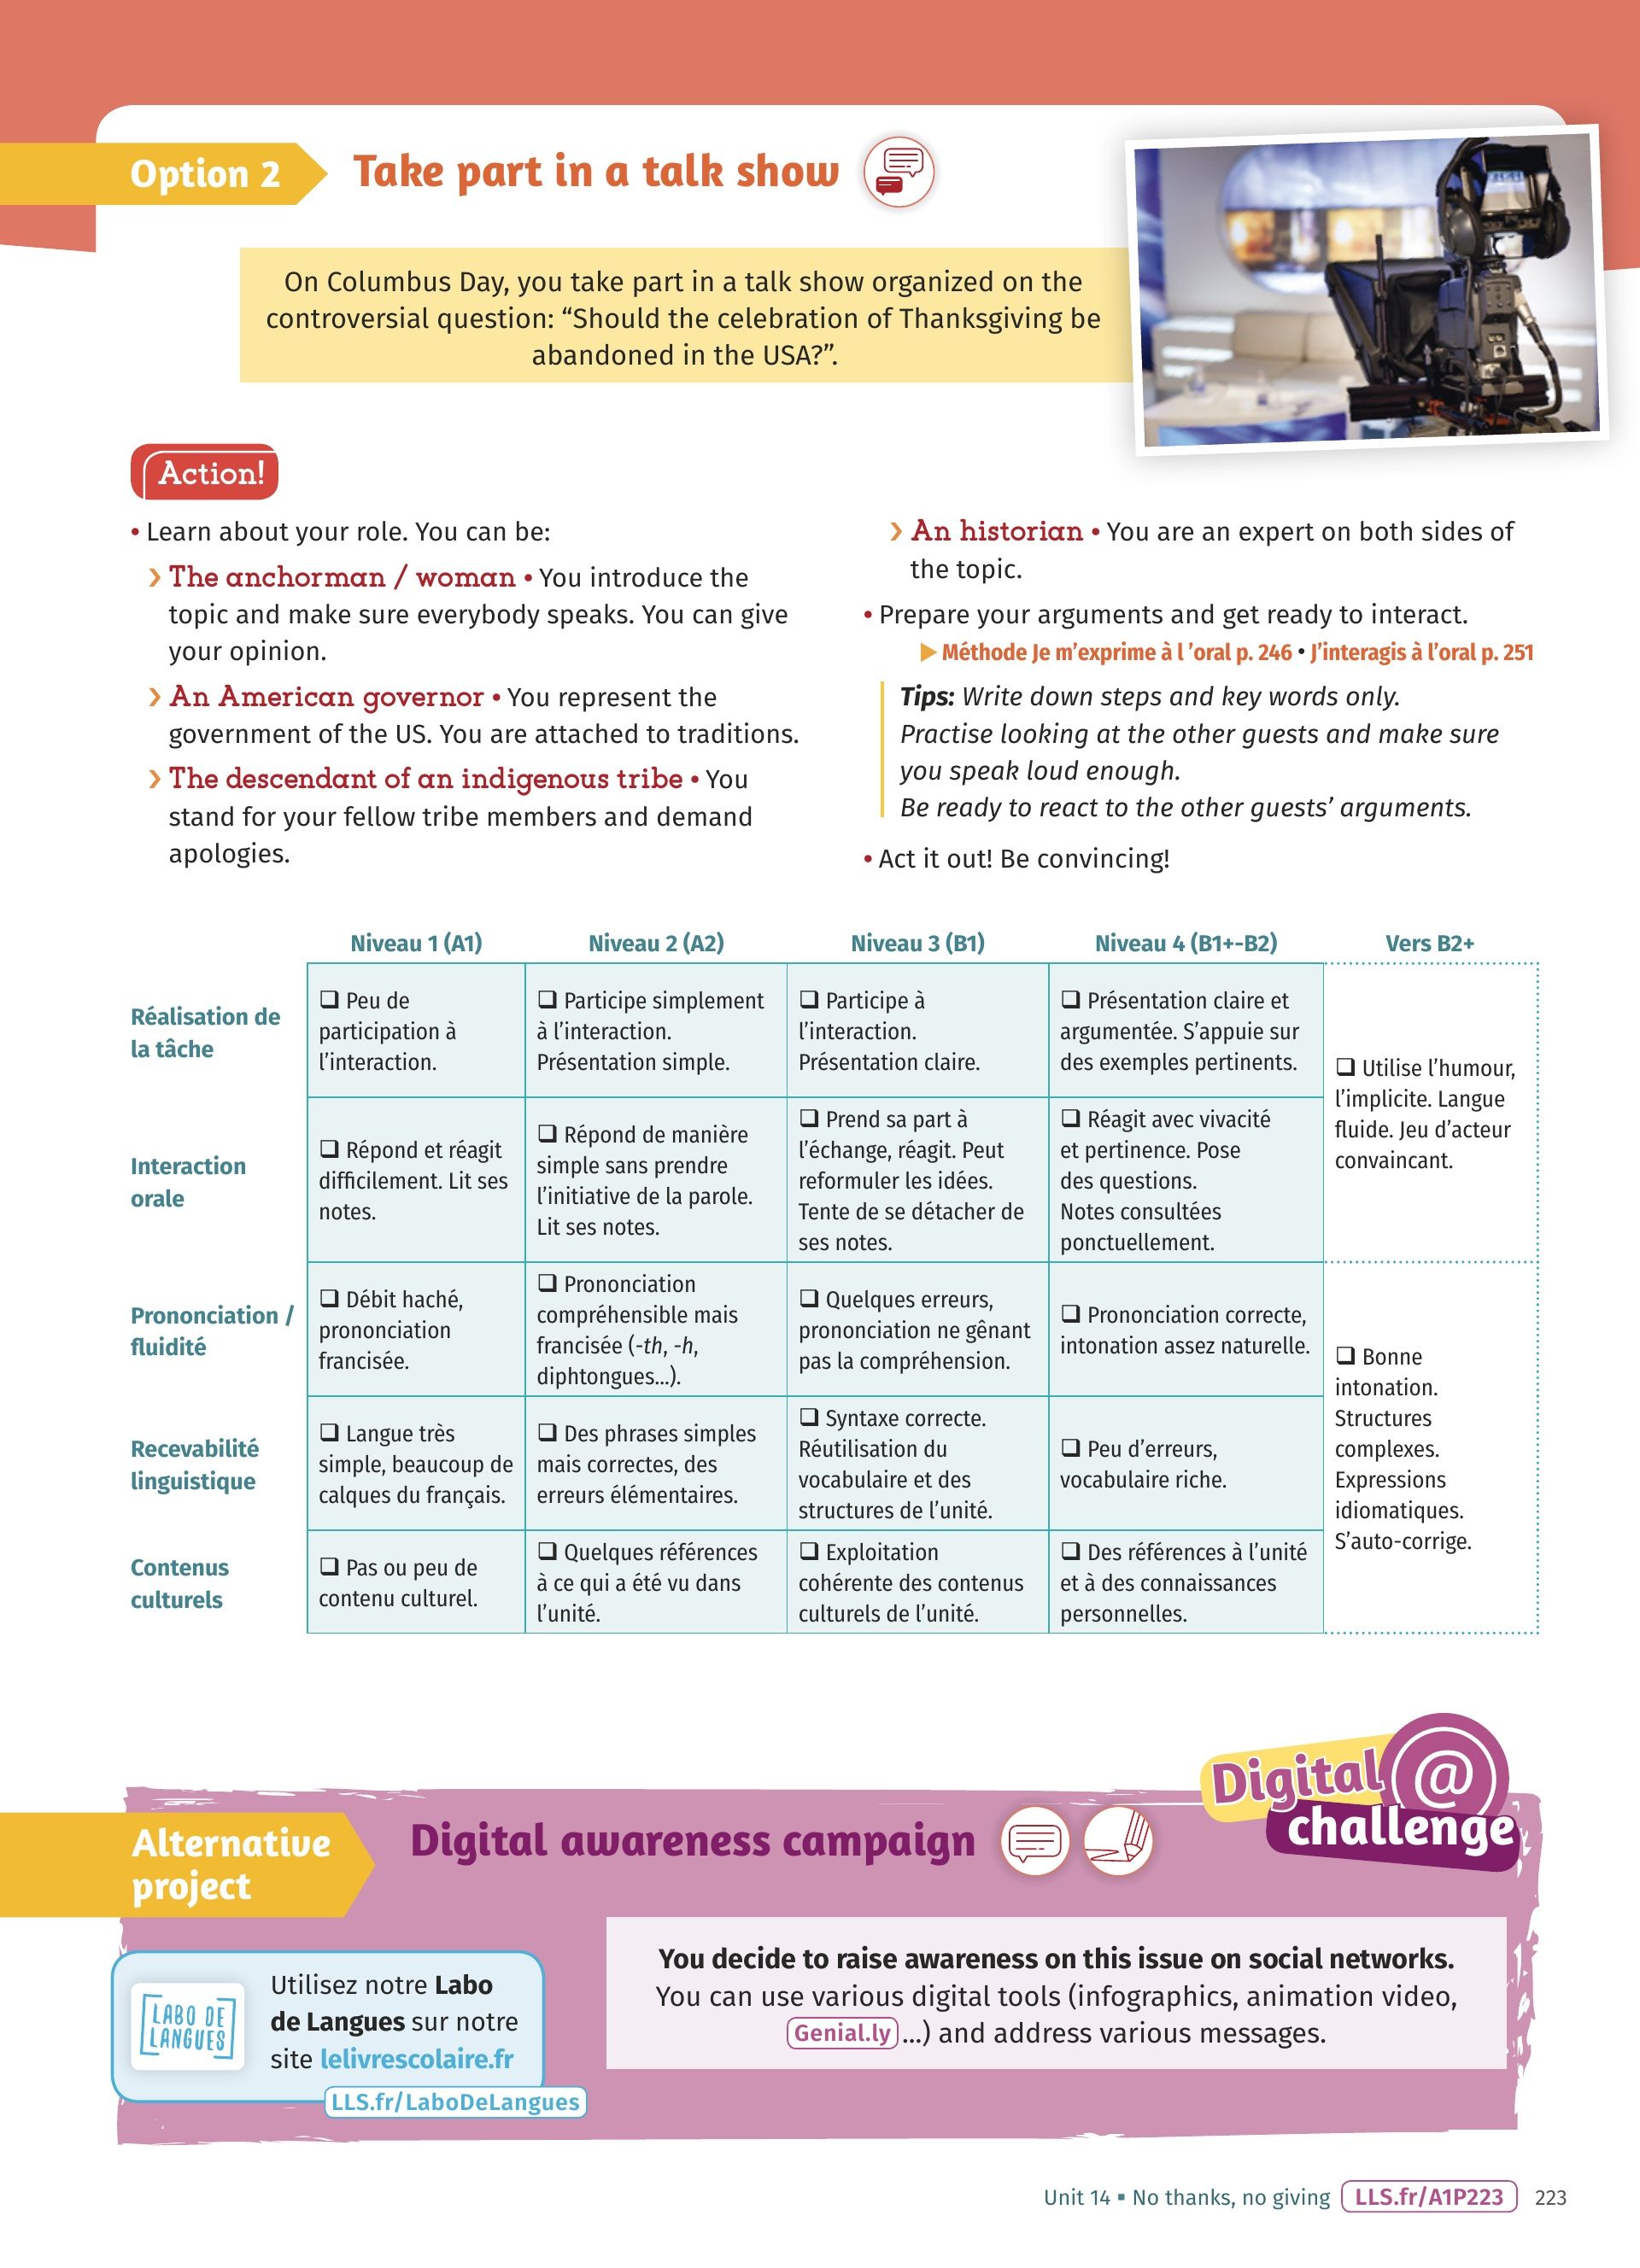 Option 2
Take part in a talk show
On Columbus Day, you take part in a talk show organized on the
controversial question: “Should the celebration of Thanksgiving be
abandoned in the USA?”.
Action!
• Learn about your role. You can be:
› The anchorman / woman • You introduce the
topic and make sure everybody speaks. You can give
your opinion.
› An American governor • You represent the
government of the US. You are attached to traditions.
› The descendant of an indigenous tribe • You
stand for your fellow tribe members and demand
apologies.
› An historian • You are an expert on both sides of
the topic.
• Prepare your arguments and get ready to interact.
▶ Méthode Je m’exprime à l ’oral p. 246 • J’interagis à l’oral p. 251
Tips: Write down steps and key words only.
Practise looking at the other guests and make sure
you speak loud enough.
Be ready to react to the other guests’ arguments.
• Act it out! Be convincing!
Niveau 1 (A1)
Niveau 2 (A2)
Niveau 3 (B1)
Niveau 4 (B1+-B2)
Vers B2+
Réalisation de
la tâche
❑ Peu de
participation à
l’interaction.
❑ Participe simplement
à l’interaction.
Présentation simple.
❑ Participe à
l’interaction.
Présentation claire.
❑ Présentation claire et
argumentée. S’appuie sur
des exemples pertinents.
❑ Utilise l’humour,
l’implicite. Langue
fluide. Jeu d’acteur
convaincant.
Interaction
orale
❑ Répond et réagit
difficilement. Lit ses
notes.
❑ Répond de manière
simple sans prendre
l’initiative de la parole.
Lit ses notes.
❑ Prend sa part à
l’échange, réagit. Peut
reformuler les idées.
Tente de se détacher de
ses notes.
❑ Réagit avec vivacité
et pertinence. Pose
des questions.
Notes consultées
ponctuellement.
Prononciation /
fluidité
❑ Débit haché,
prononciation
francisée.
❑ Prononciation
compréhensible mais
francisée (-th, -h,
diphtongues…).
❑ Quelques erreurs,
prononciation ne gênant
pas la compréhension.
❑ Prononciation correcte,
intonation assez naturelle.
❑ Bonne
intonation.
Structures
complexes.
Expressions
idiomatiques.
S’auto-corrige.
Recevabilité
linguistique
❑ Langue très
simple, beaucoup de
calques du français.
❑ Des phrases simples
mais correctes, des
erreurs élémentaires.
❑ Syntaxe correcte.
Réutilisation du
vocabulaire et des
structures de l’unité.
❑ Peu d’erreurs,
vocabulaire riche.
Contenus
culturels
❑ Pas ou peu de
contenu culturel.
❑ Quelques références
à ce qui a été vu dans
l’unité.
❑ Exploitation
cohérente des contenus
culturels de l’unité.
❑ Des références à l’unité
et à des connaissances
personnelles.
Digital @
challenge
Alternative
project
Digital awareness campaign
You decide to raise awareness on this issue on social networks.
You can use various digital tools (infographics, animation video,
Genial.ly …) and address various messages.
LABO DE
LANGUES
Utilisez notre Labo
de Langues sur notre
site lelivrescolaire.fr
LLS.fr/LaboDeLangues
Unit 14 ▪ No thanks, no giving LLS.fr/A1P223 223